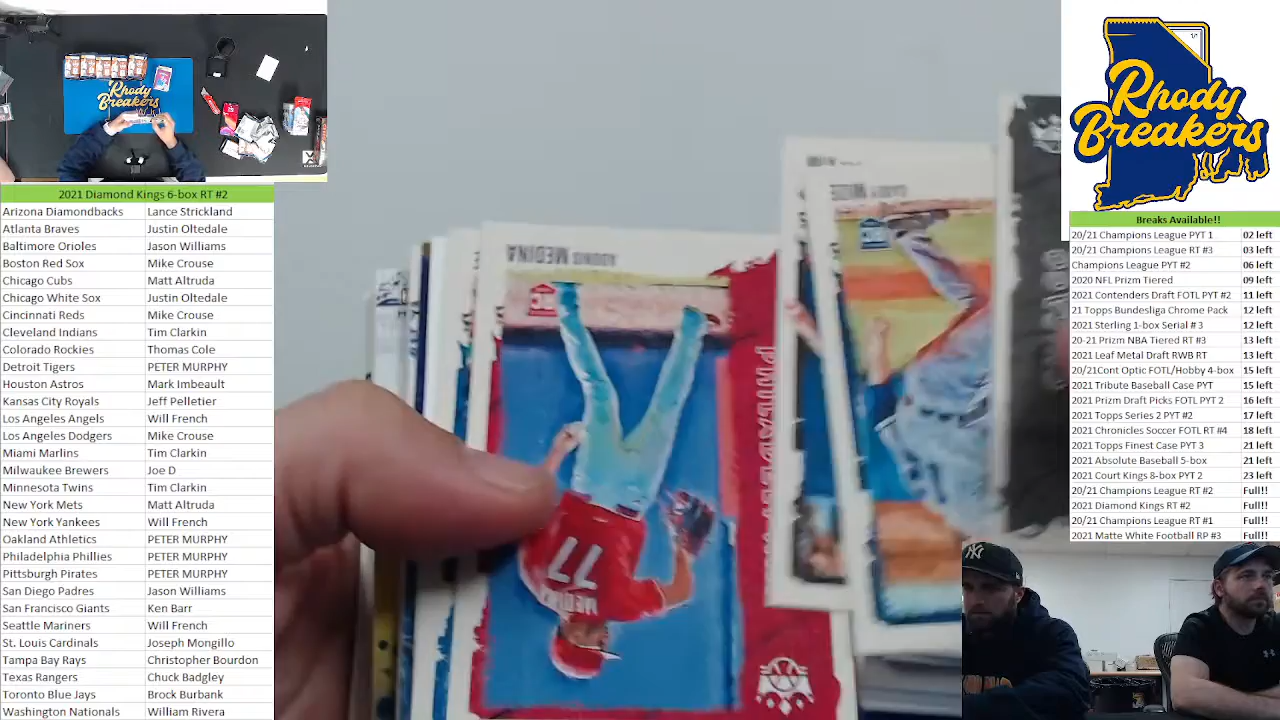 Rhody
Breakers
2021 Diamond Kings 6-box RT #2
Arizona Diamondbacks Lance Strickland
Atlanta Braves Justin Oltedale
Baltimore Orioles Jason Williams
Boston Red Sox Mike Crouse
Chicago Cubs Matt Altruda
Chicago White Sox Justin Oltedale
Cincinnati Reds Mike Crouse
Cleveland Indians Tim Clarkin
Colorado Rockies Thomas Cole
Detroit Tigers PETER MURPHY
Houston Astros Mark Imbeault
Kansas City Royals Jeff Pelletier
Los Angeles Angels Will French
Los Angeles Dodgers Mike Crouse
Miami Marlins Tim Clarkin
Milwaukee Brewers Joe D
Minnesota Twins Tim Clarkin
New York Mets Matt Altruda
New York Yankees Will French
Oakland Athletics PETER MURPHY
Philadelphia Phillies PETER MURPHY
Pittsburgh Pirates PETER MURPHY
San Diego Padres Jason Williams
San Francisco Giants Ken Barr
Seattle Mariners Will French
St. Louis Cardinals Joseph Mongillo
Tampa Bay Rays Christopher Bourdon
Texas Rangers Chuck Badgley
Toronto Blue Jays Brock Burbank
Washington Nationals William Rivera
ADONIS MEDINA
RC
PHILADELPHIA
MEDINA
77
RC
Rhody
Breakers
Breaks Available!!
20/21 Champions League PYT 1 02 left
20/21 Champions League RT #3 03 left
Champions League PYT #2 06 left
2020 NFL Prizm Tiered 09 left
2021 Contenders Draft FOTL PYT #2 11 left
21 Topps Bundesliga Chrome Pack 12 left
2021 Sterling 1-box Serial # 3 12 left
20-21 Prizm NBA Tiered RT #3 13 left
2021 Leaf Metal Draft RWB RT 13 left
20/21Cont Optic FOTL/Hobby 4-box 15 left
2021 Tribute Baseball Case PYT 15 left
2021 Prizm Draft Picks FOTL PYT 2 16 left
2021 Topps Series 2 PYT #2 17 left
2021 Chronicles Soccer FOTL RT #4 18 left
2021 Topps Finest Case PYT 3 21 left
2021 Absolute Baseball 5-box 21 left
2021 Court Kings 8-box PYT 2 23 left
20/21 Champions League RT #2 Full!!
2021 Diamond Kings RT #2 Full!!
20/21 Champions League RT #1 Full!!
2021 Matte White Football RP #3 Full!!